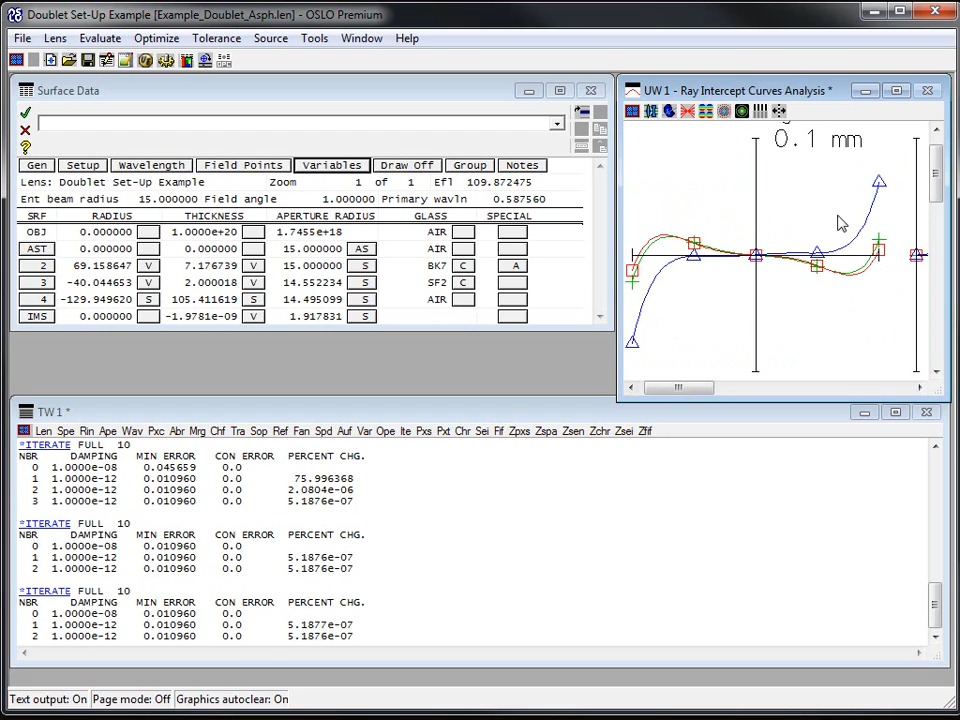 Doublet Set-Up Example [Example_Doublet_Asph.len] - OSLO Premium
File Lens Evaluate Optimize Tolerance Source Tools Window Help
Surface Data
Gen Setup Wavelength Field Points Variables Draw Off Group Notes
Lens: Doublet Set-Up Example Zoom 1 of 1 Efl 109.872475
Ent beam radius 15.000000 Field angle 1.000000 Primary wavln 0.587560
SRF RADIUS THICKNESS APERTURE RADIUS GLASS SPECIAL
OBJ 0.000000 1.0000e+20 1.7455e+18 AIR
AST 0.000000 0.000000 15.000000 AS AIR
2 69.158647 V 7.176739 V 15.000000 S BK7 C A
3 -40.044653 V 2.000018 V 14.552234 S SF2 C
4 -129.949620 S 105.411619 S 14.495099 S AIR
IMS 0.000000 -1.9781e-09 V 1.917831 S
UW 1 - Ray Intercept Curves Analysis *
0.1 mm
TW 1 *
Len Spe Rin Ape Wav Pxc Abr Mrg Chf Tra Sop Ref Fan Spd Auf Var Ope Ite Pxs Pxt Chr Sei Fif Zpxs Zspa Zsen Zchr Zsei Zfif
*ITERATE FULL 10
NBR DAMPING MIN ERROR CON ERROR PERCENT CHG.
0 1.0000e-08 0.045659 0.0
1 1.0000e-12 0.010960 0.0 75.996368
2 1.0000e-12 0.010960 0.0 2.0804e-06
3 1.0000e-12 0.010960 0.0 5.1876e-07
*ITERATE FULL 10
NBR DAMPING MIN ERROR CON ERROR PERCENT CHG.
0 1.0000e-08 0.010960 0.0
1 1.0000e-12 0.010960 0.0 5.1876e-07
2 1.0000e-12 0.010960 0.0 5.1876e-07
*ITERATE FULL 10
NBR DAMPING MIN ERROR CON ERROR PERCENT CHG.
0 1.0000e-08 0.010960 0.0
1 1.0000e-12 0.010960 0.0 5.1877e-07
2 1.0000e-12 0.010960 0.0 5.1876e-07
Text output: On Page mode: Off Graphics autoclear: On